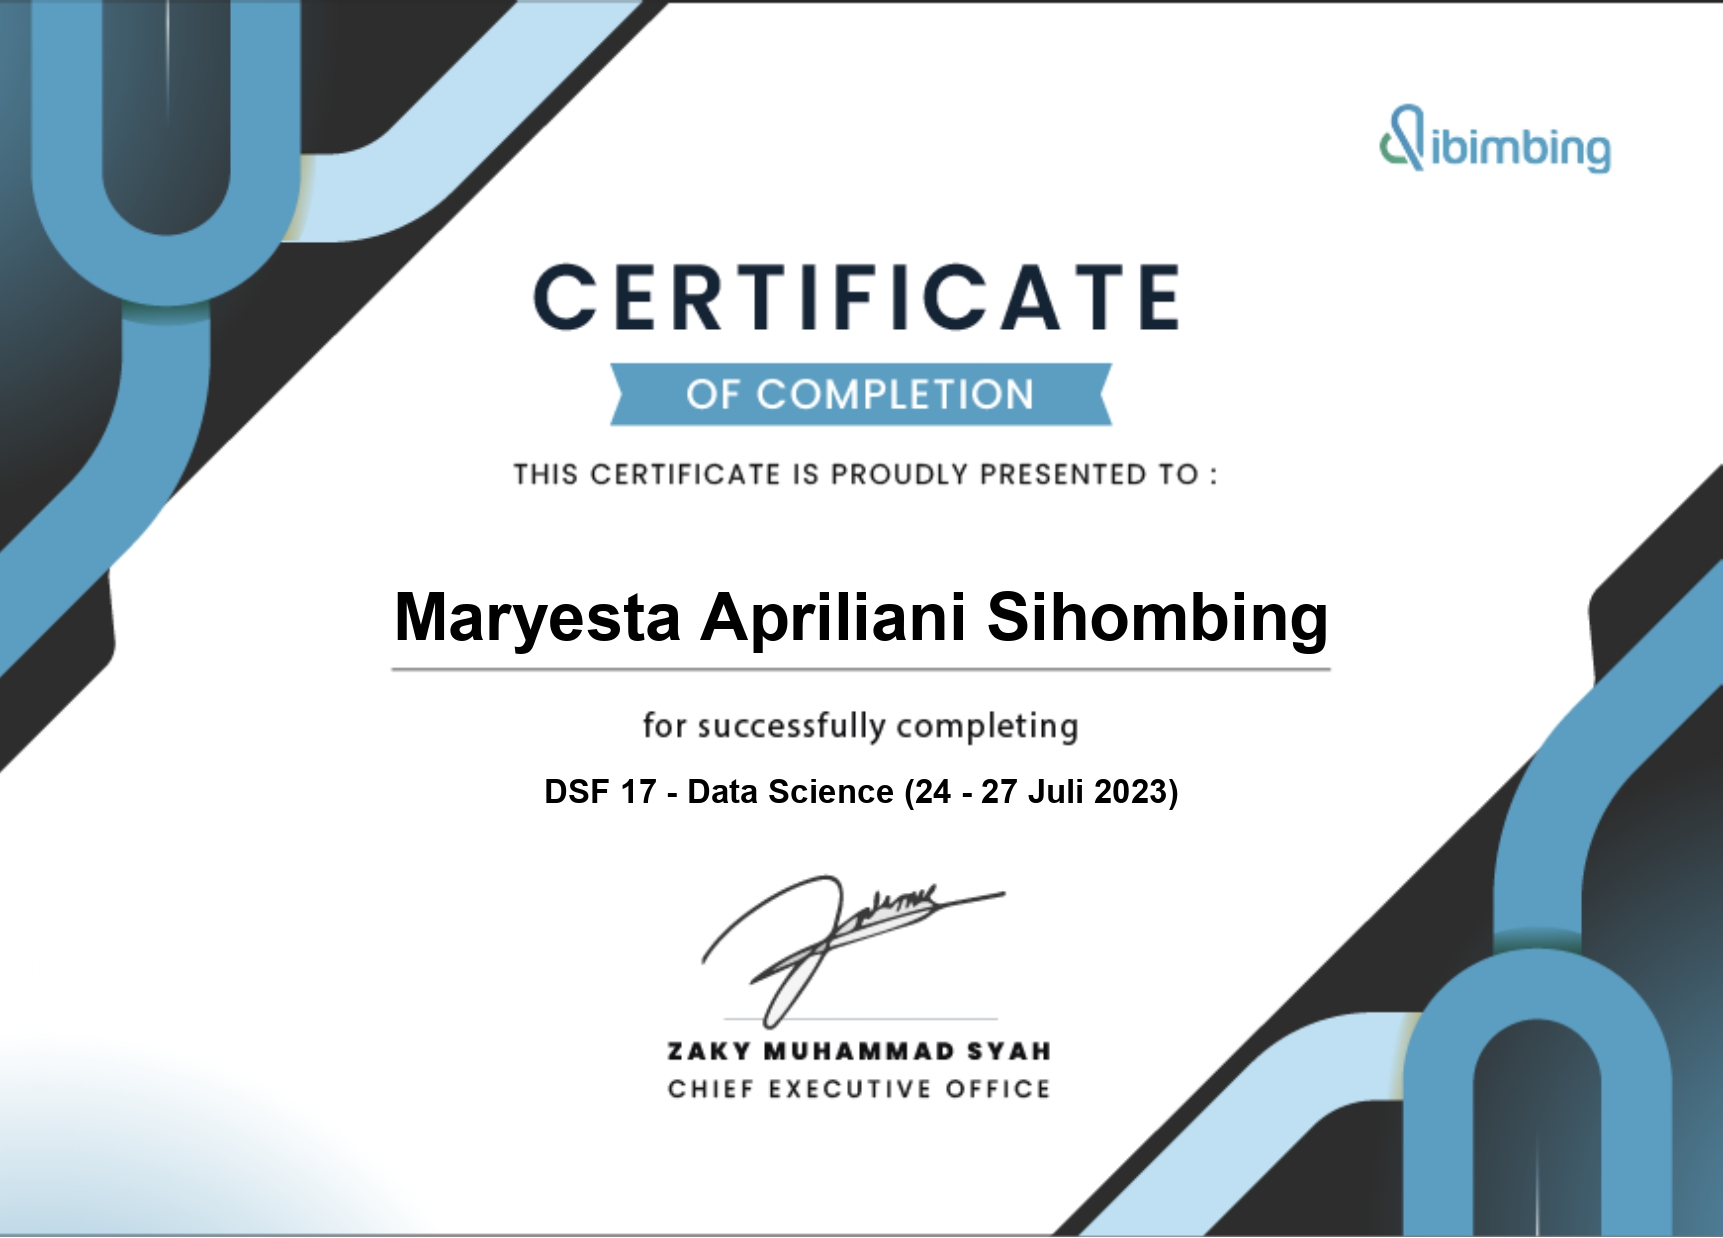 dibimbing
CERTIFICATE
OF COMPLETION
THIS CERTIFICATE IS PROUDLY PRESENTED TO :
Maryesta Apriliani Sihombing
for successfully completing
DSF 17 - Data Science (24 - 27 Juli 2023)
ZAKY MUHAMMAD SYAH
CHIEF EXECUTIVE OFFICE